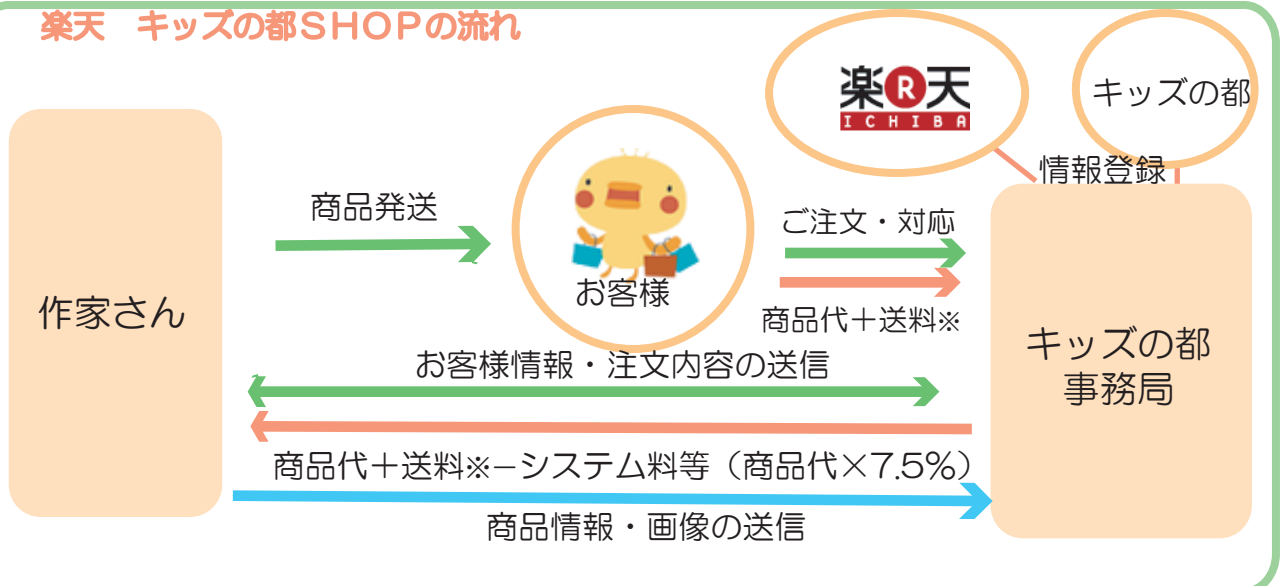 楽天　キッズの都SHOPの流れ
楽R天
ICHIBA
キッズの都
情報登録
商品発送
ご注文・対応
お客様
商品代＋送料※
作家さん
キッズの都
事務局
お客様情報・注文内容の送信
商品代＋送料※−システム料等（商品代×7.5%）
商品情報・画像の送信